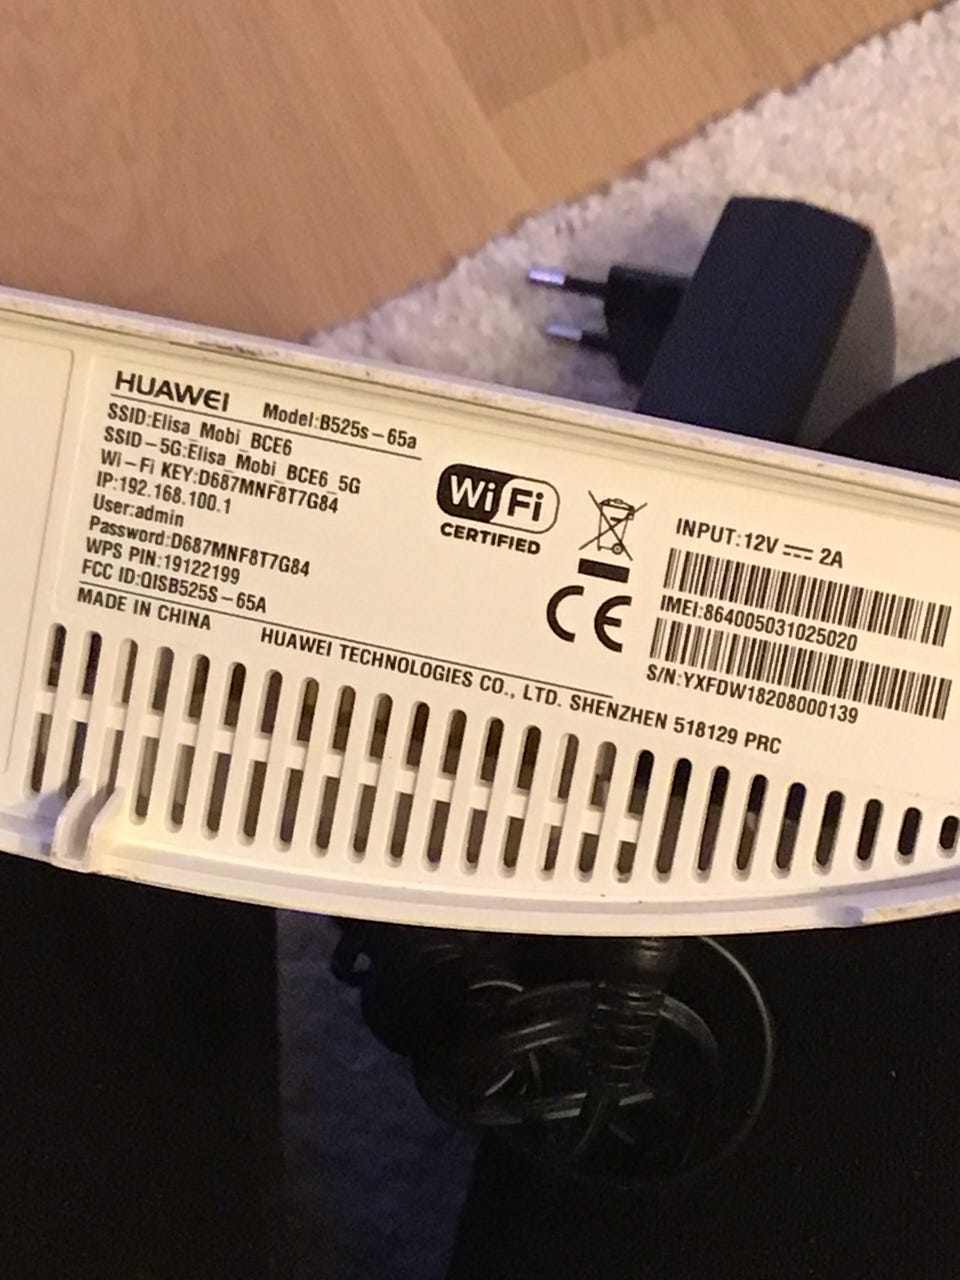 HUAWEI Model:B525s-65a
SSID:Elisa_Mobi_BCE6
SSID-5G:Elisa_Mobi_BCE6_5G
Wi-Fi KEY:D687MNF8T7G84
IP:192.168.100.1
User:admin
Password:D687MNF8T7G84
WPS PIN:19122199
FCC ID:QISB525S-65A
MADE IN CHINA
HUAWEI TECHNOLOGIES CO., LTD. SHENZHEN 518129 PRC
Wi Fi
CERTIFIED
CE
INPUT:12V 2A
IMEI:864005031025020
S/N:YXFDW18208000139